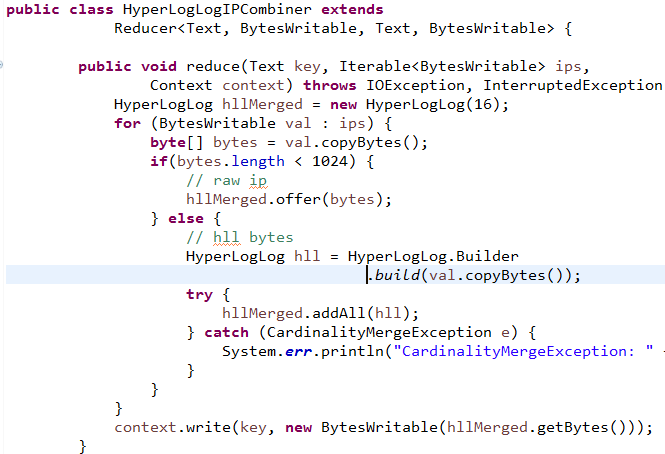 public class HyperLogLogIPCombiner extends
Reducer<Text, BytesWritable, Text, BytesWritable> {
public void reduce(Text key, Iterable<BytesWritable> ips,
Context context) throws IOException, InterruptedException
HyperLogLog hllMerged = new HyperLogLog(16);
for (BytesWritable val : ips) {
byte[] bytes = val.copyBytes();
if(bytes.length < 1024) {
// raw ip
hllMerged.offer(bytes);
} else {
// hll bytes
HyperLogLog hll = HyperLogLog.Builder
.build(val.copyBytes());
try {
hllMerged.addAll(hll);
} catch (CardinalityMergeException e) {
System.err.println("CardinalityMergeException: "
}
}
}
context.write(key, new BytesWritable(hllMerged.getBytes()));
}